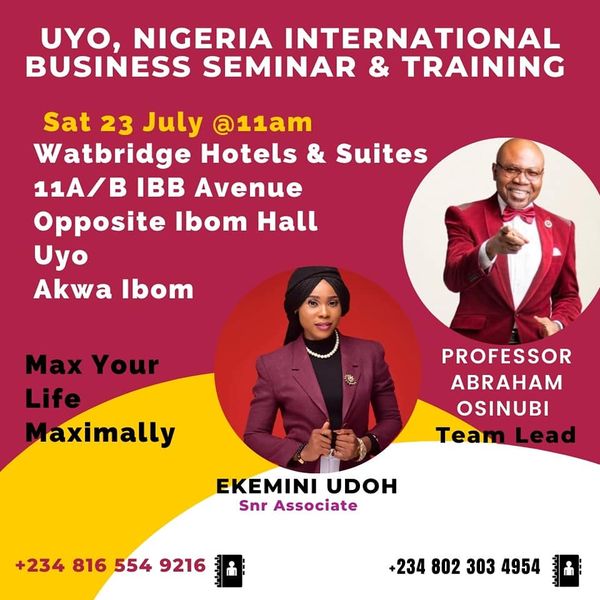 UYO, NIGERIA INTERNATIONAL
BUSINESS SEMINAR & TRAINING
Sat 23 July @11am
Watbridge Hotels & Suites
11A/B IBB Avenue
Opposite Ibom Hall
Uyo
Akwa Ibom
Max Your
Life
Maximally
PROFESSOR
ABRAHAM
OSINUBI
Team Lead
EKEMINI UDOH
Snr Associate
+234 816 554 9216
+234 802 303 4954